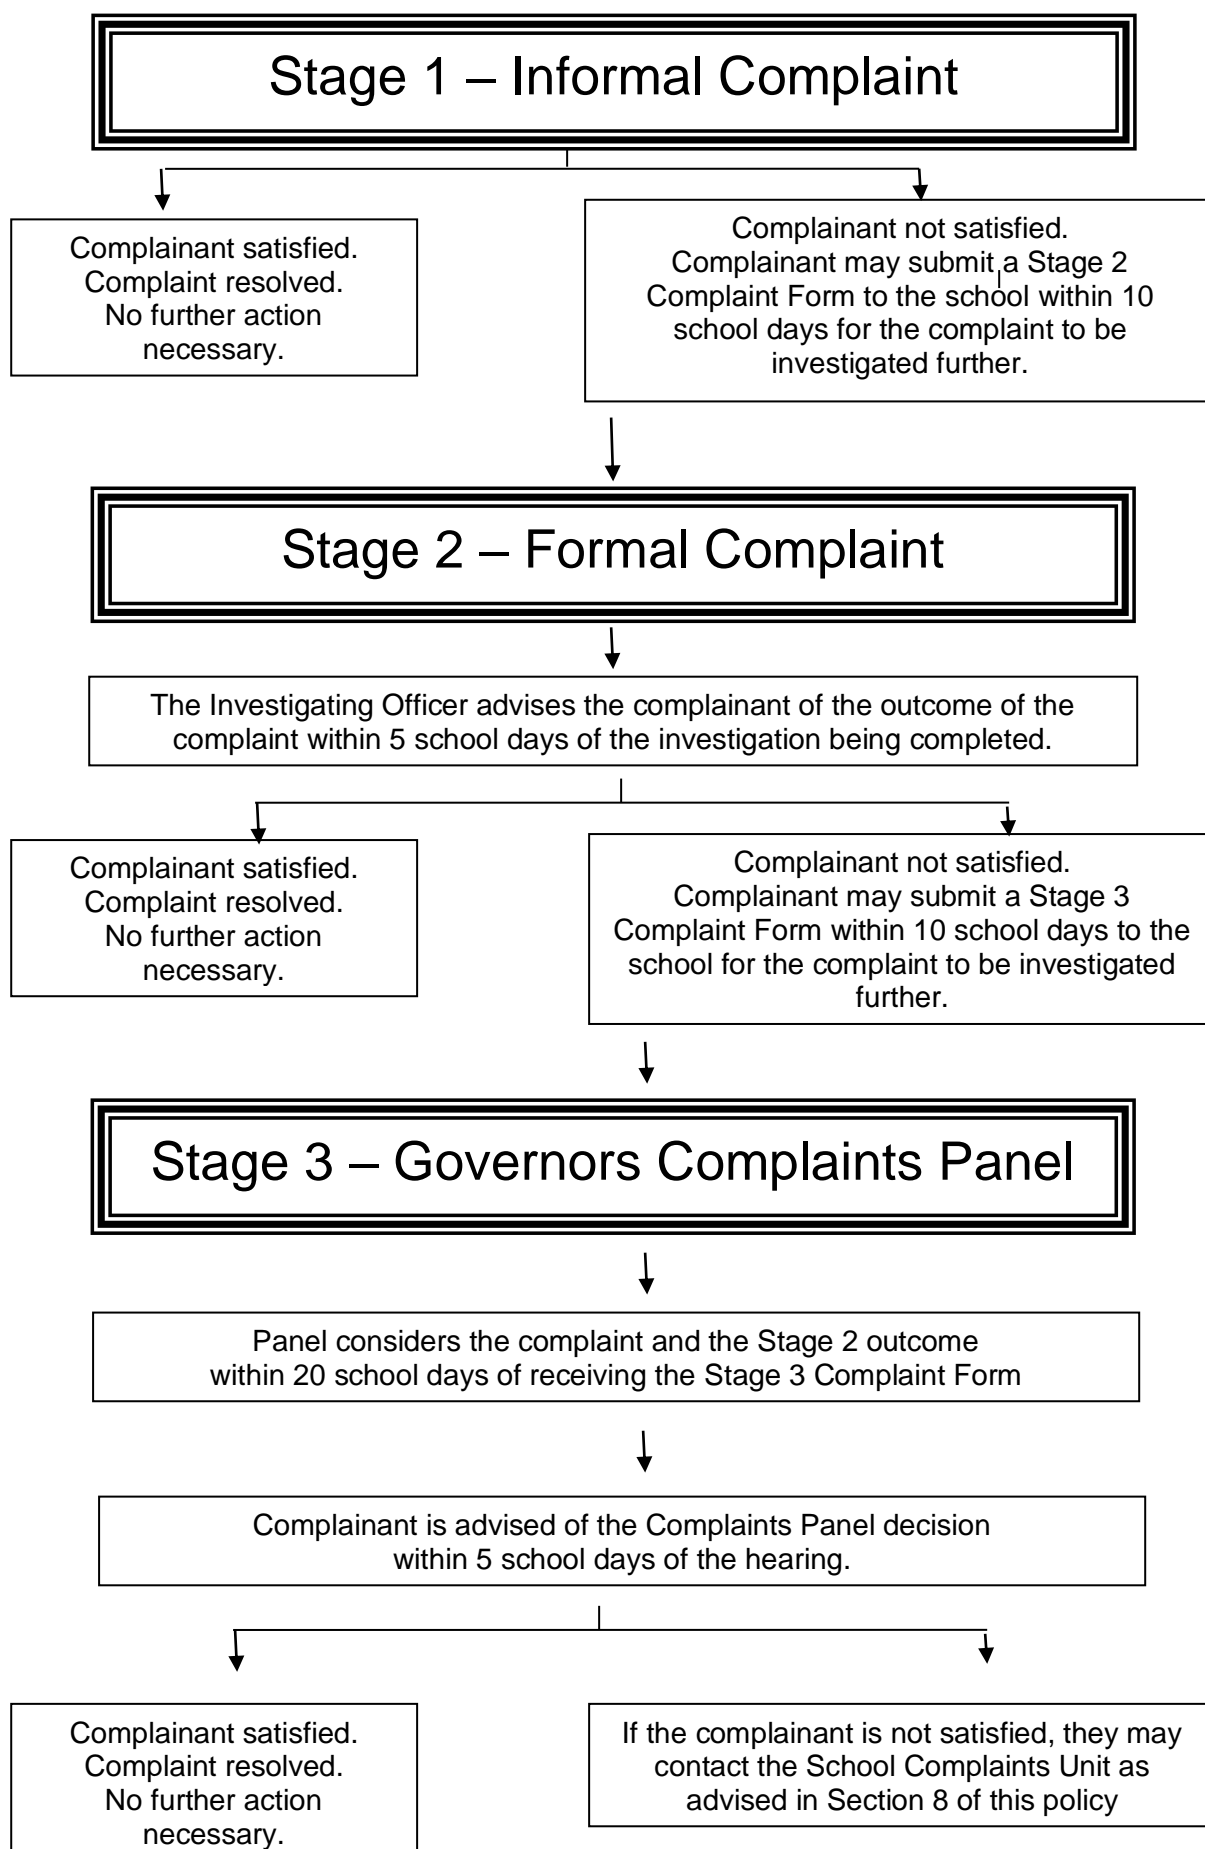 Stage 1 – Informal Complaint
Complainant satisfied.
Complaint resolved.
No further action
necessary.
Complainant not satisfied.
Complainant may submit a Stage 2
Complaint Form to the school within 10
school days for the complaint to be
investigated further.
Stage 2 – Formal Complaint
The Investigating Officer advises the complainant of the outcome of the
complaint within 5 school days of the investigation being completed.
Complainant satisfied.
Complaint resolved.
No further action
necessary.
Complainant not satisfied.
Complainant may submit a Stage 3
Complaint Form within 10 school days to the
school for the complaint to be investigated
further.
Stage 3 – Governors Complaints Panel
Panel considers the complaint and the Stage 2 outcome
within 20 school days of receiving the Stage 3 Complaint Form
Complainant is advised of the Complaints Panel decision
within 5 school days of the hearing.
Complainant satisfied.
Complaint resolved.
No further action
necessary.
If the complainant is not satisfied, they may
contact the School Complaints Unit as
advised in Section 8 of this policy